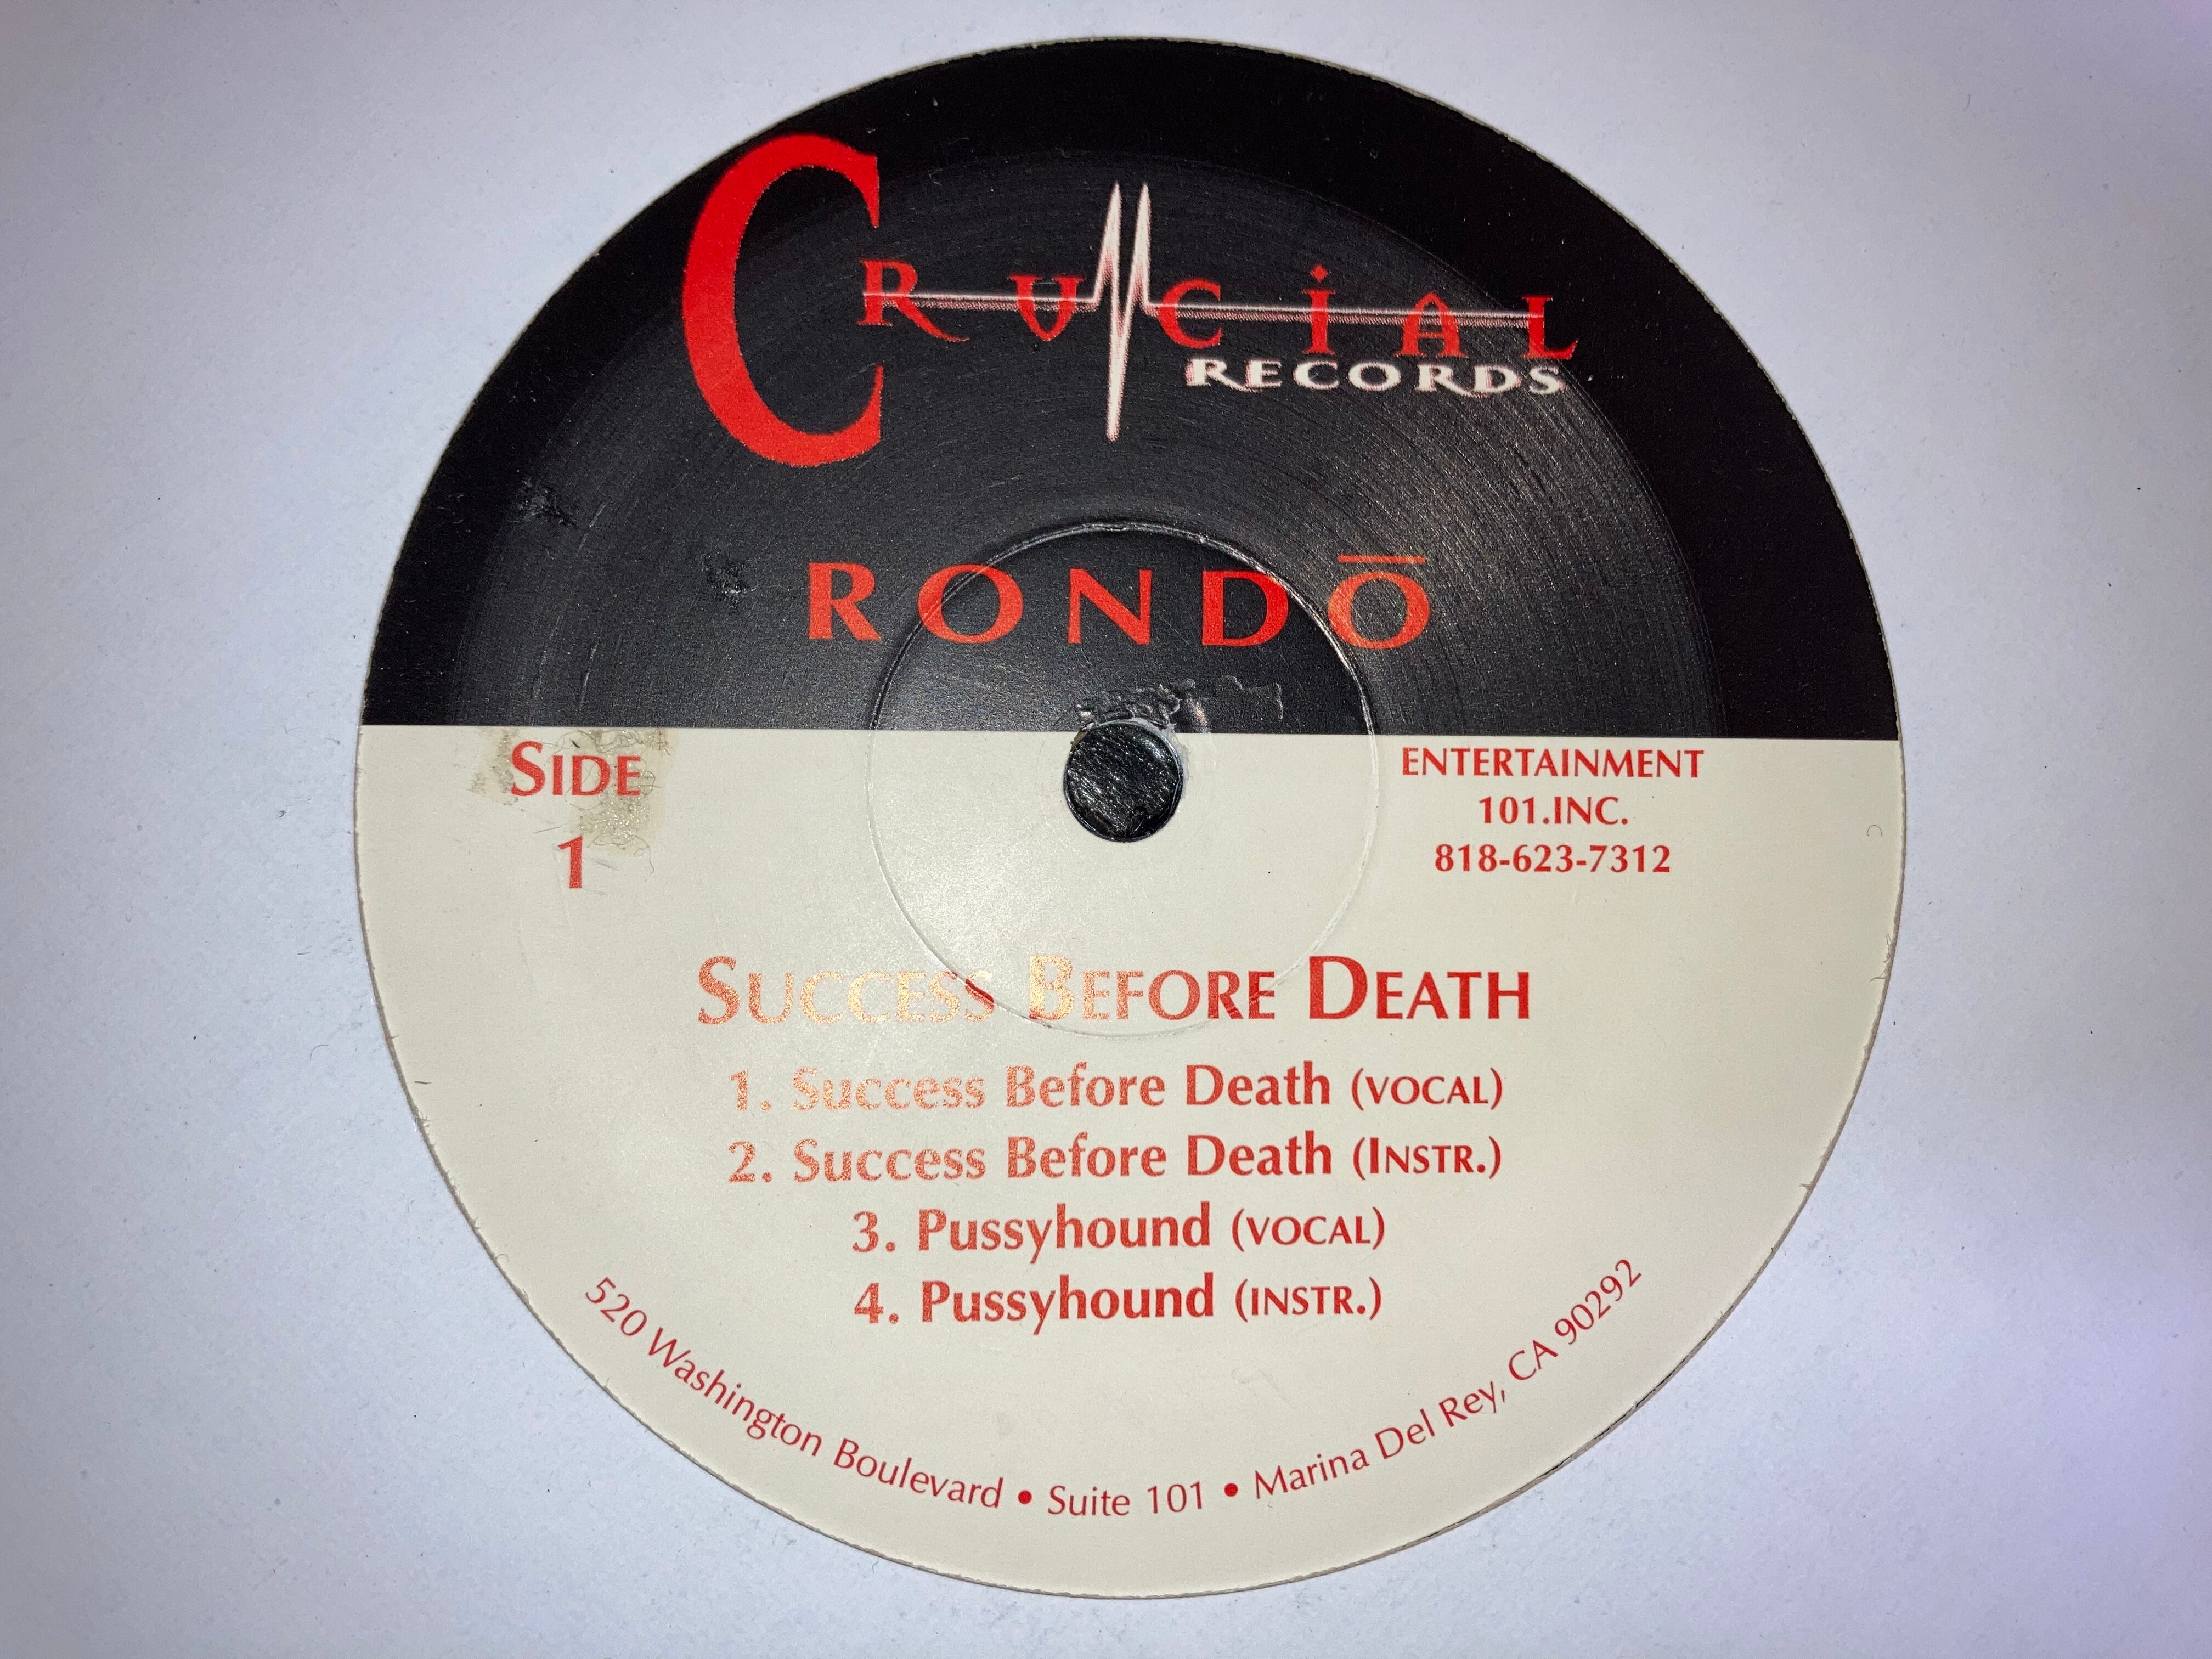 CRUCiAL
RECORDS
RONDŌ
SIDE
1
ENTERTAINMENT
101.INC.
818-623-7312
SUCCESS BEFORE DEATH
1. Success Before Death (VOCAL)
2. Success Before Death (INSTR.)
3. Pussyhound (VOCAL)
4. Pussyhound (INSTR.)
520 Washington Boulevard • Suite 101 • Marina Del Rey, CA 90292